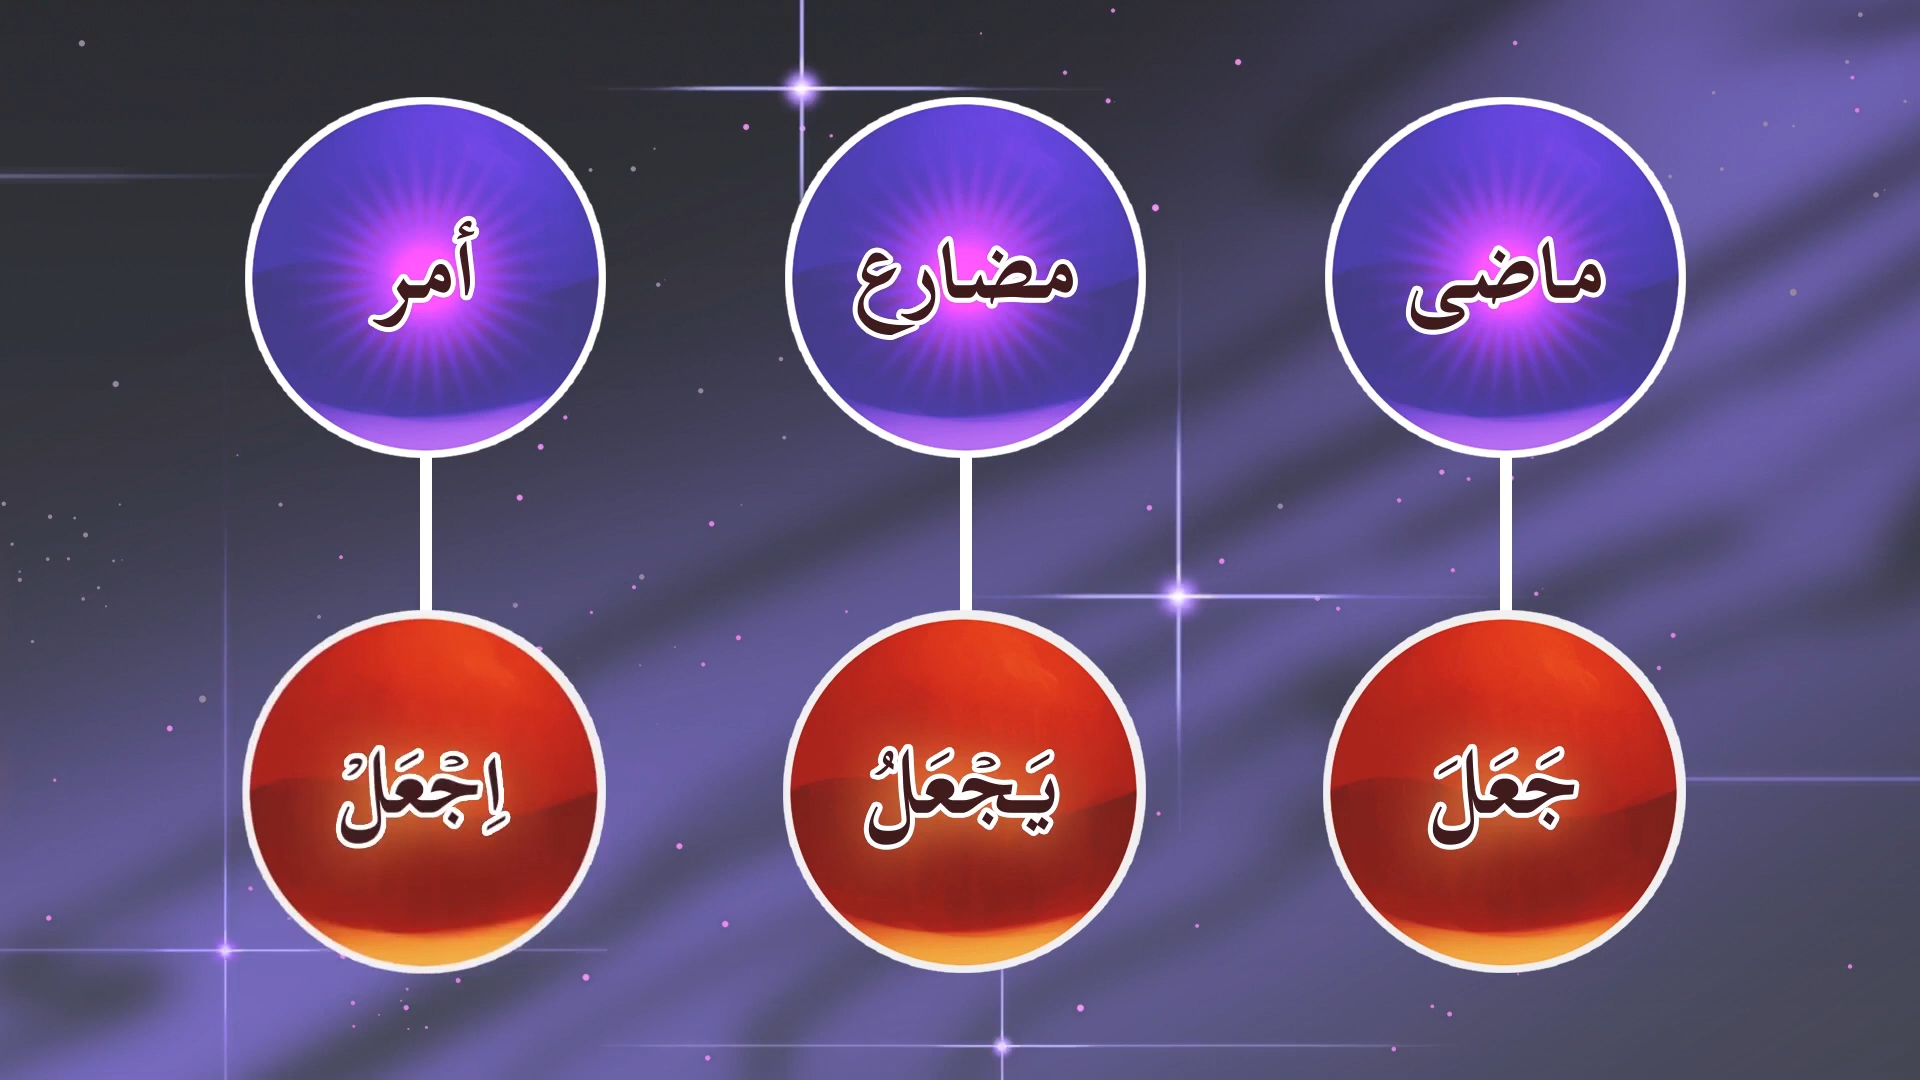 ماضى
مضارع
أمر
جَعَلَ
يَجْعَلُ
اِجْعَلْ